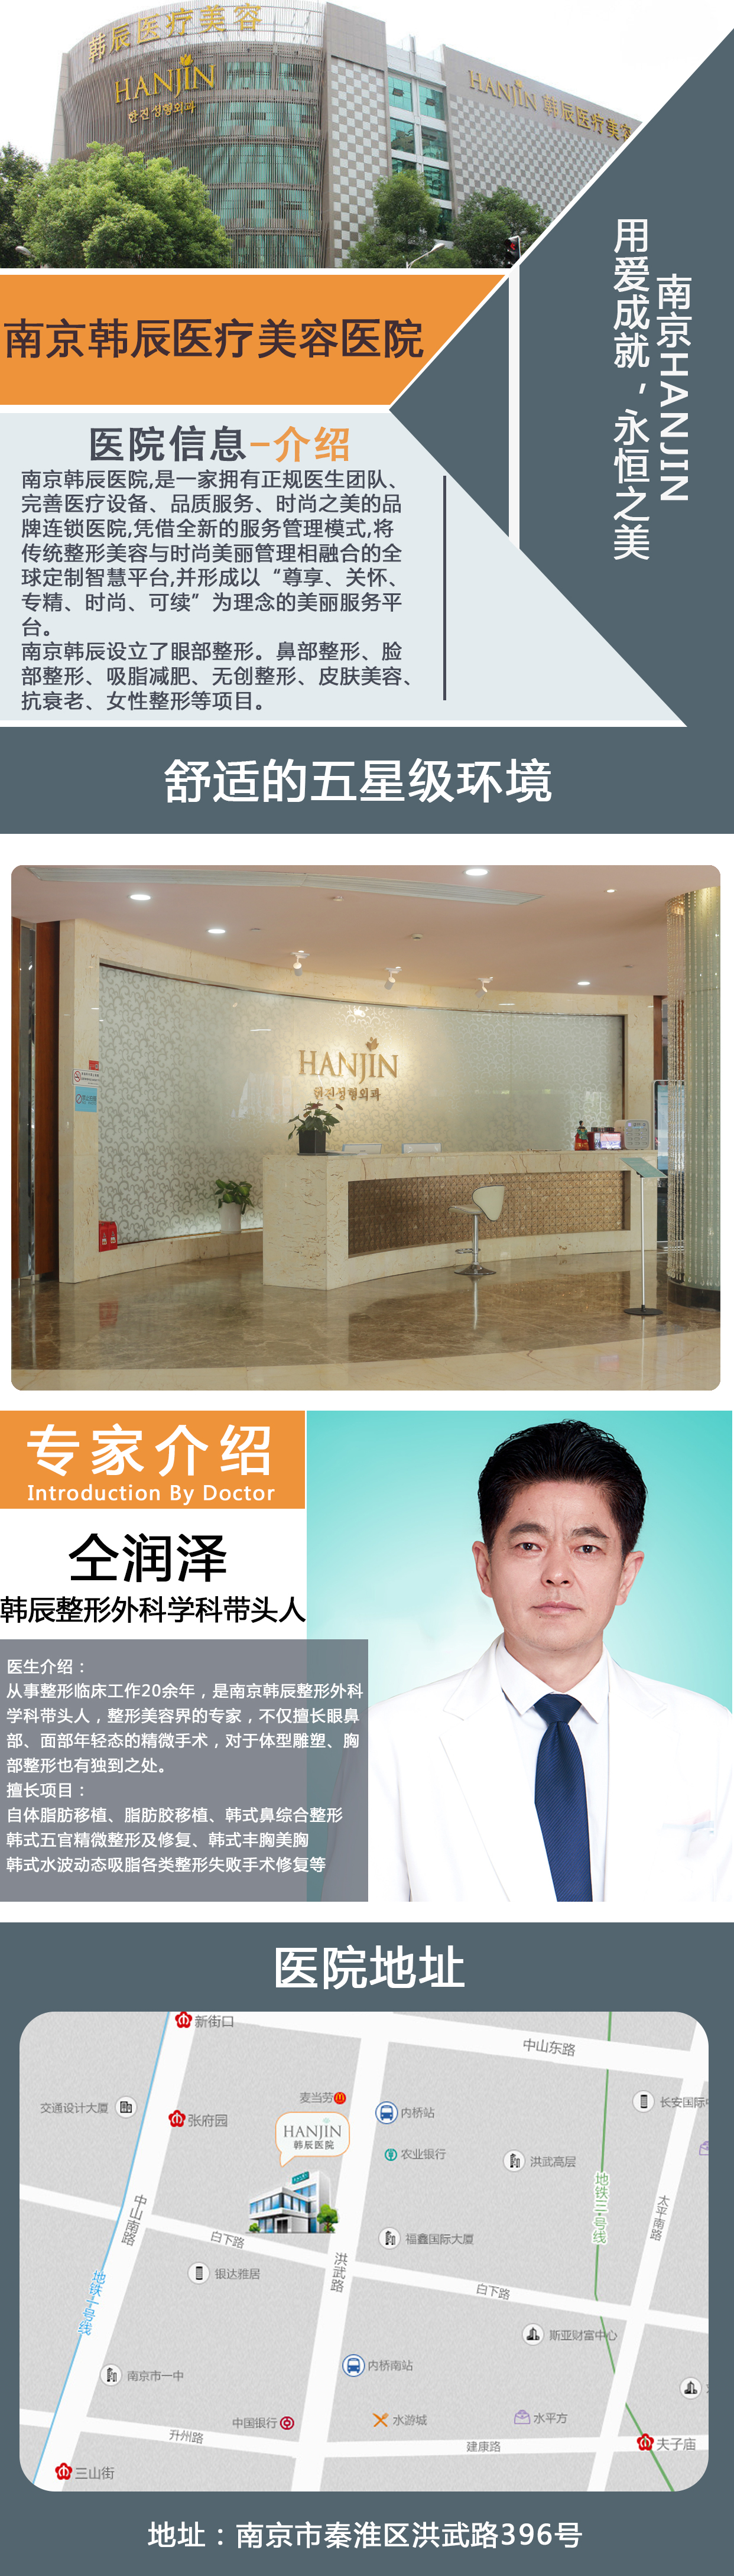 韩辰医疗美容
HANJIN
한진성형외과
HANJIN 韩辰医疗美容
南京HANJIN
用爱成就，永恒之美
南京韩辰医疗美容医院
医院信息-介绍
南京韩辰医院,是一家拥有正规医生团队、
完善医疗设备、品质服务、时尚之美的品
牌连锁医院,凭借全新的服务管理模式,将
传统整形美容与时尚美丽管理相融合的全
球定制智慧平台,并形成以“尊享、关怀、
专精、时尚、可续”为理念的美丽服务平
台。
南京韩辰设立了眼部整形。鼻部整形、脸
部整形、吸脂减肥、无创整形、皮肤美容、
抗衰老、女性整形等项目。
舒适的五星级环境
HANJIN
한진성형외과
专家介绍
Introduction By Doctor
仝润泽
韩辰整形外科学科带头人
医生介绍：
从事整形临床工作20余年，是南京韩辰整形外科
学科带头人，整形美容界的专家，不仅擅长眼鼻
部、面部年轻态的精微手术，对于体型雕塑、胸
部整形也有独到之处。
擅长项目：
自体脂肪移植、脂肪胶移植、韩式鼻综合整形
韩式五官精微整形及修复、韩式丰胸美胸
韩式水波动态吸脂各类整形失败手术修复等
医院地址
新街口
中山东路
交通设计大厦
张府园
麦当劳
内桥站
长安国际中
HANJIN
韩辰医院
农业银行
洪武高层
中山南路
地铁三号线
太平南路
白下路
福鑫国际大厦
银达雅居
洪武路
白下路
地铁一号线
斯亚财富中心
南京市一中
内桥南站
中国银行
水游城
水平方
升州路
建康路
夫子庙
三山街
地址：南京市秦淮区洪武路396号